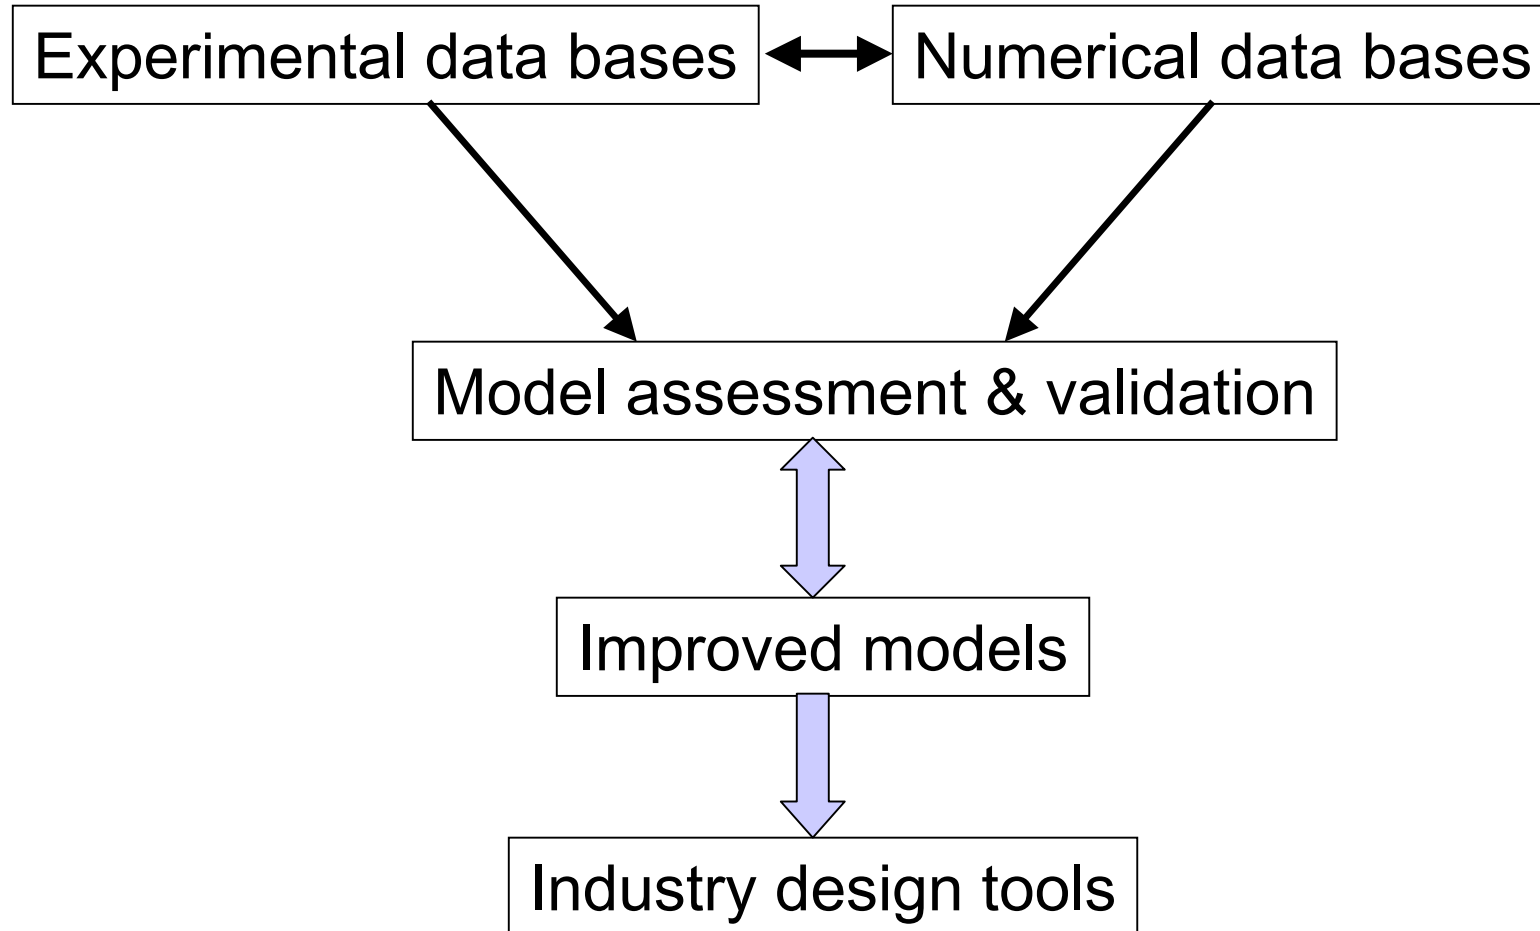 Experimental data bases
Numerical data bases
Model assessment & validation
Improved models
Industry design tools